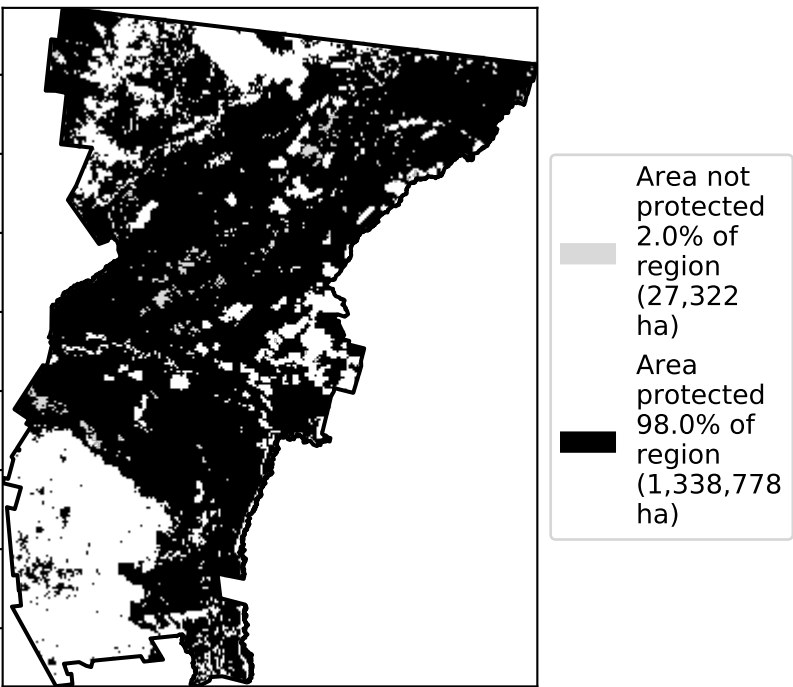 Area not
protected
2.0% of
region
(27,322
ha)
Area
protected
98.0% of
region
(1,338,778
ha)